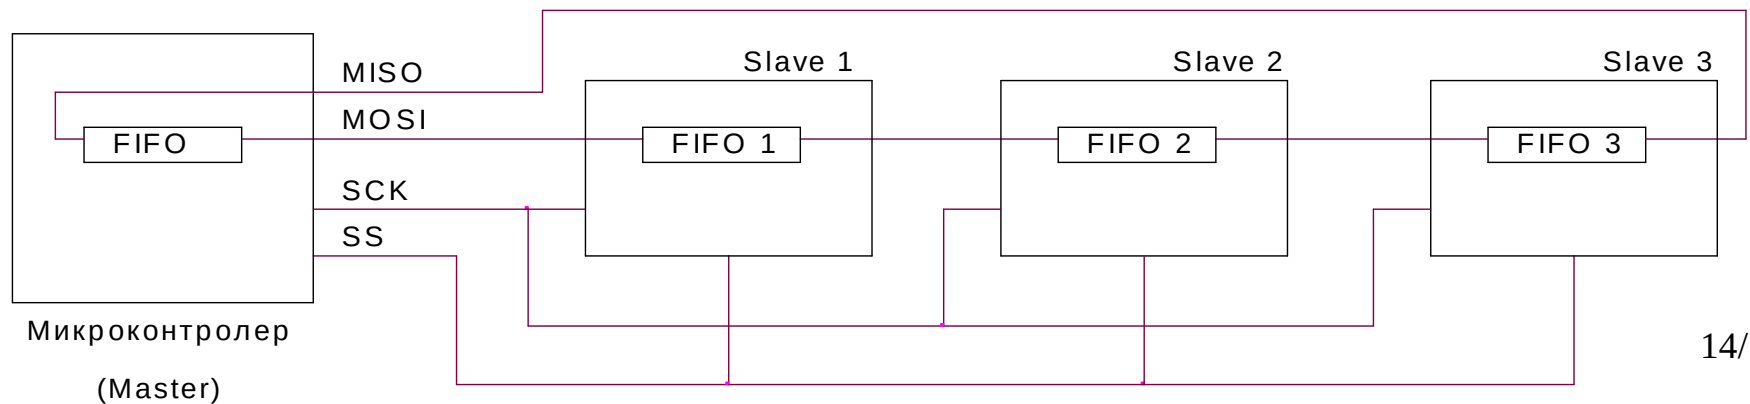 MISO
Slave 1
Slave 2
Slave 3
MOSI
FIFO
FIFO 1
FIFO 2
FIFO 3
SCK
SS
Микроконтролер
(Master)
14/